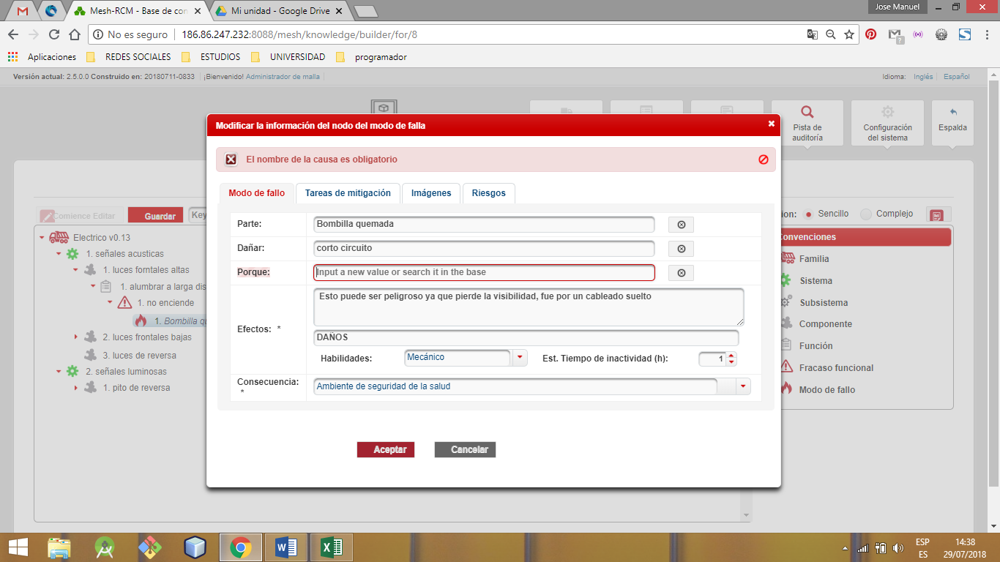 Jose Manuel
Mesh-RCM - Base de con
Mi unidad - Google Drive
No es seguro | 186.86.247.232:8088/mesh/knowledge/builder/for/8
Aplicaciones REDES SOCIALES ESTUDIOS UNIVERSIDAD programador
Versión actual: 2.5.0.0 Construido en: 20180711-0833 ¡Bienvenido! Administrador de malla Idioma: Inglés Español
Pista de
auditoría
Configuración
del sistema
Espalda
Modificar la información del nodo del modo de falla
El nombre de la causa es obligatorio
Modo de fallo Tareas de mitigación Imágenes Riesgos
Comience Editar Guardar Key
Electrico v0.13
1. señales acusticas
1. luces forntales altas
1. alumbrar a larga dis
1. no enciende
1. Bombilla qu
2. luces frontales bajas
3. luces de reversa
2. señales luminosas
1. pito de reversa
Parte: Bombilla quemada
Dañar: corto circuito
Porque: Input a new value or search it in the base
Efectos: * Esto puede ser peligroso ya que pierde la visibilidad, fue por un cableado suelto
DAÑOS
Habilidades: Mecánico Est. Tiempo de inactividad (h): 1
Consecuencia: * Ambiente de seguridad de la salud
Aceptar Cancelar
ion: Sencillo Complejo
Convenciones
Familia
Sistema
Subsistema
Componente
Función
Fracaso funcional
Modo de fallo
ESP
ES
14:38
29/07/2018